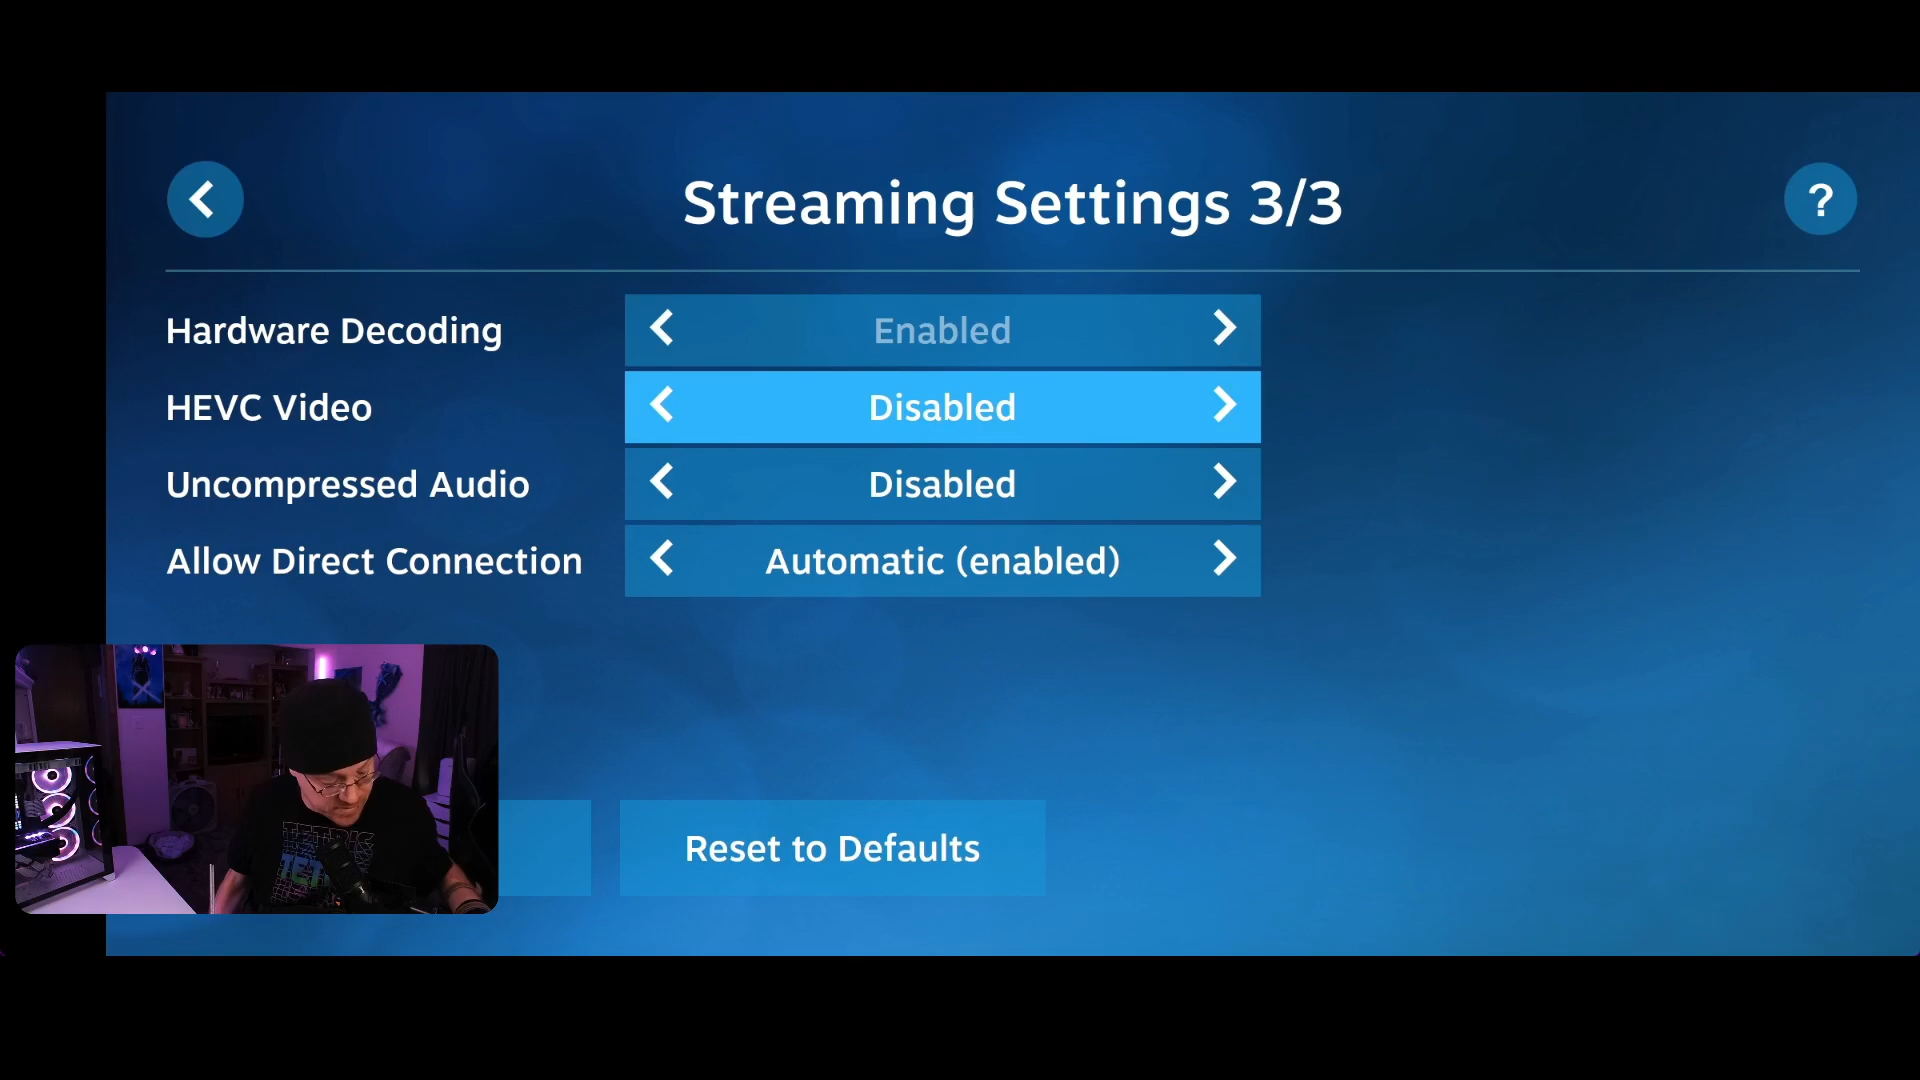 Streaming Settings 3/3
?
Hardware Decoding Enabled
HEVC Video Disabled
Uncompressed Audio Disabled
Allow Direct Connection Automatic (enabled)
Reset to Defaults
TETRIS